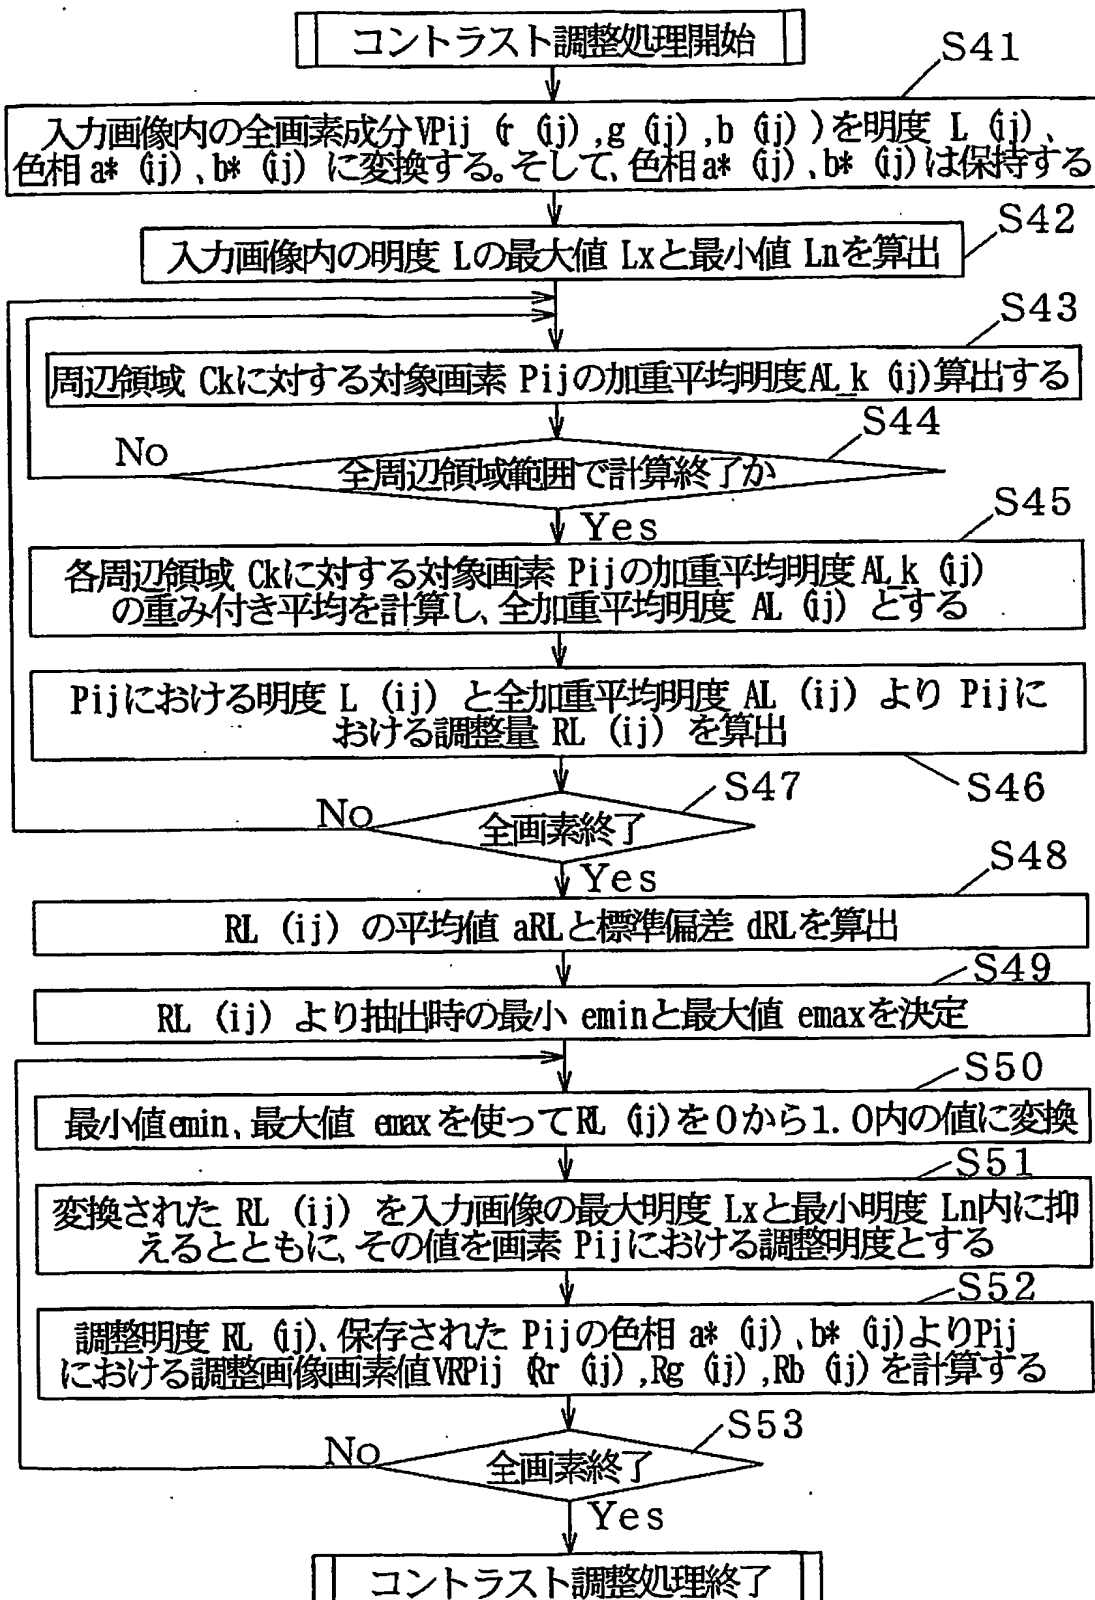 コントラスト調整処理開始
S41
入力画像内の全画素成分VPij (r (ij) ,g (ij) ,b (ij) ) を明度 L (ij) 、
色相 a* (ij) 、b* (ij) に変換する。そして、色相 a* (ij) 、b* (ij) は保持する
S42
入力画像内の明度 Lの最大値 Lxと最小値 Lnを算出
S43
周辺領域 Ckに対する対象画素 Pijの加重平均明度AL_k (ij)算出する
S44
No
全周辺領域範囲で計算終了か
Yes
S45
各周辺領域 Ckに対する対象画素 Pijの加重平均明度AL_k (ij)
の重み付き平均を計算し、全加重平均明度 AL (ij) とする
Pijにおける明度 L (ij) と全加重平均明度 AL (ij) より Pijに
おける調整量 RL (ij) を算出
S46
S47
No
全画素終了
Yes
S48
RL (ij) の平均値 aRLと標準偏差 dRLを算出
S49
RL (ij) より抽出時の最小 eminと最大値 emaxを決定
S50
最小値emin、最大値 emaxを使ってRL (ij)を0から1.0内の値に変換
S51
変換された RL (ij) を入力画像の最大明度 Lxと最小明度 Ln内に抑
えるとともに、その値を画素 Pijにおける調整明度とする
S52
調整明度 RL (ij)、保存された Pijの色相 a* (ij) 、b* (ij)よりPij
における調整画像画素値VRPij (Rr (ij) ,Rg (ij) ,Rb (ij) を計算する
S53
No
全画素終了
Yes
コントラスト調整処理終了